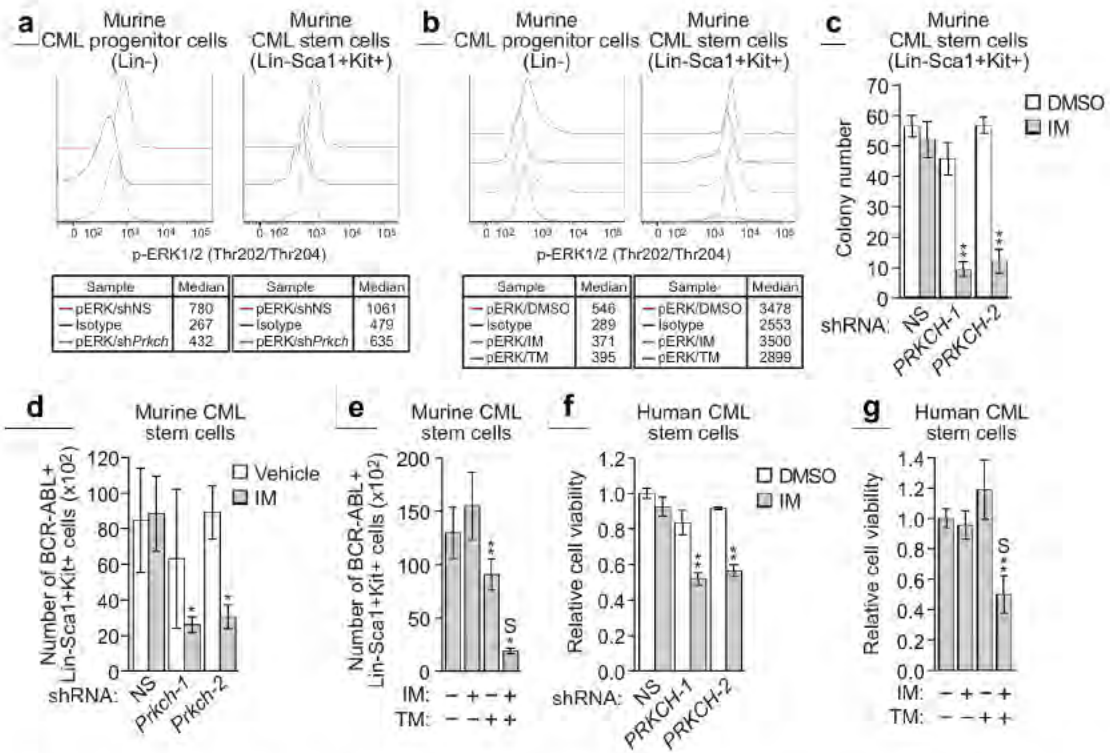 a
Murine
CML progenitor cells
(Lin-)
Murine
CML stem cells
(Lin-Sca1+Kit+)
0 10² 10³ 10⁴ 10⁵
0 10² 10³ 10⁴ 10⁵
p-ERK1/2 (Thr202/Thr204)
Sample Median
pERK/shNS 780
Isotype 267
pERK/shPrkch 432
Sample Median
pERK/shNS 1061
Isotype 479
pERK/shPrkch 635
b
Murine
CML progenitor cells
(Lin-)
Murine
CML stem cells
(Lin-Sca1+Kit+)
0 10² 10³ 10⁴ 10⁵
0 10² 10³ 10⁴ 10⁵
p-ERK1/2 (Thr202/Thr204)
Sample Median
pERK/DMSO 546
Isotype 289
pERK/IM 371
pERK/TM 395
Sample Median
pERK/DMSO 3478
Isotype 2553
pERK/IM 3500
pERK/TM 2899
c
Murine
CML stem cells
(Lin-Sca1+Kit+)
DMSO
IM
Colony number
70
60
50
40
30
20
10
0
**
**
shRNA: NS PRKCH-1 PRKCH-2
d
Murine CML
stem cells
Vehicle
IM
Number of BCR-ABL+
Lin-Sca1+Kit+ cells (x10²)
120
100
80
60
40
20
0
*
*
shRNA: NS Prkch-1 Prkch-2
e
Murine CML
stem cells
Number of BCR-ABL+
Lin-Sca1+Kit+ cells (x10²)
200
150
100
50
0
**
S
*
IM: − + − +
TM: − − + +
f
Human CML
stem cells
DMSO
IM
Relative cell viability
1.2
1.0
0.8
0.6
0.4
0.2
0.0
**
**
shRNA: NS PRKCH-1 PRKCH-2
g
Human CML
stem cells
Relative cell viability
1.4
1.2
1.0
0.8
0.6
0.4
0.2
0.0
S
**
IM: − + − +
TM: − − + +